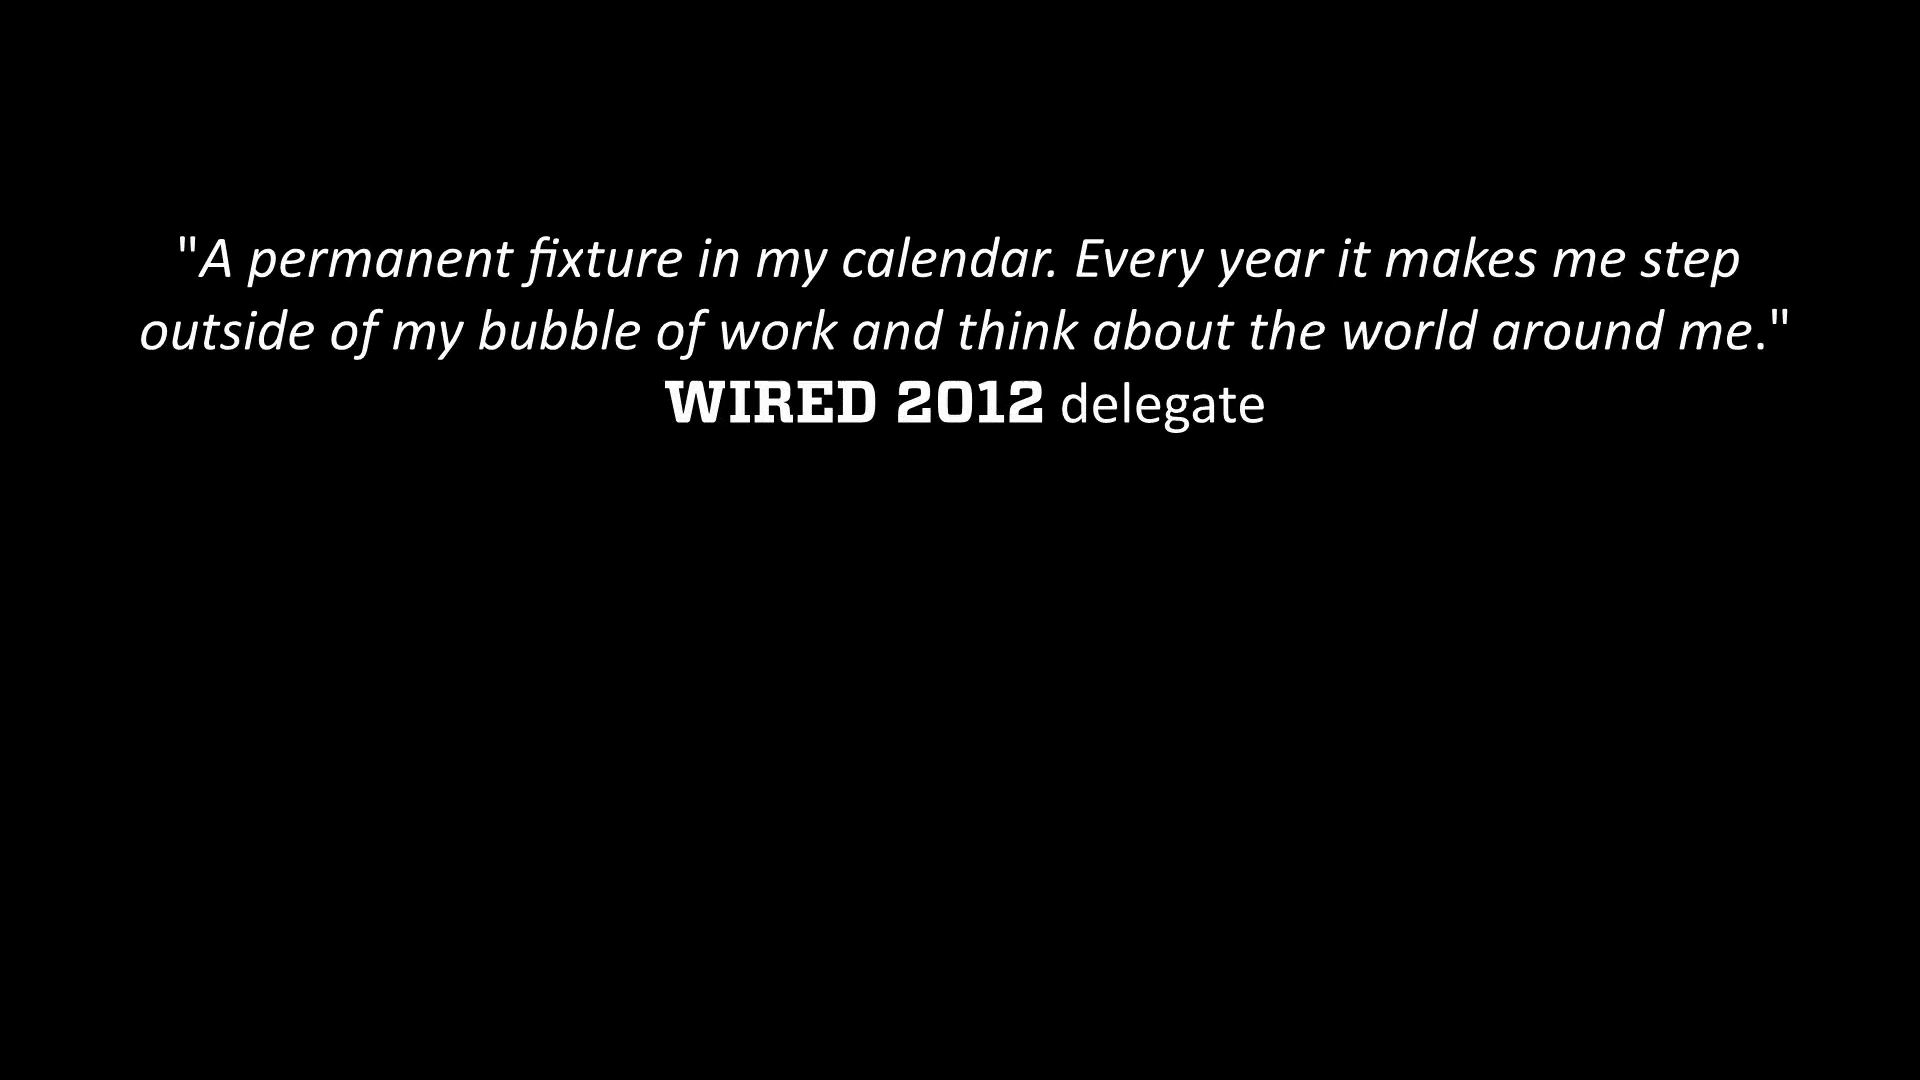 "A permanent fixture in my calendar. Every year it makes me step
outside of my bubble of work and think about the world around me."
WIRED 2012 delegate